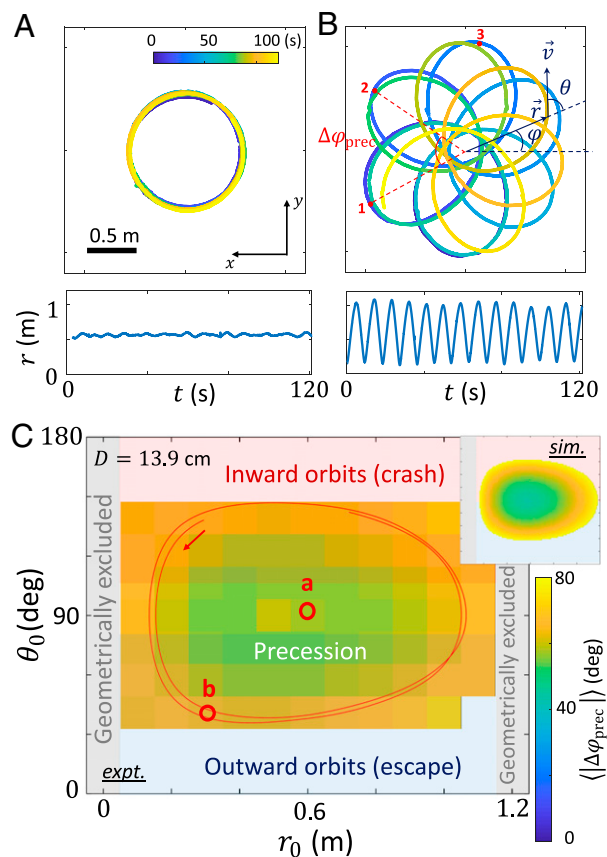 A
0 50 100 (s)
0.5 m
y
x
B
3
2
1
Δφprec
v⃗
θ
r⃗
φ
r (m)
1
0
0 120
t (s)
0 120
t (s)
C
180
90
0
θ0(deg)
D = 13.9 cm
Inward orbits (crash)
sim.
Geometrically excluded
a
Precession
b
Geometrically excluded
expt.
Outward orbits (escape)
0 0.6 1.2
r0 (m)
80
40
0
⟨|Δφprec|⟩ (deg)